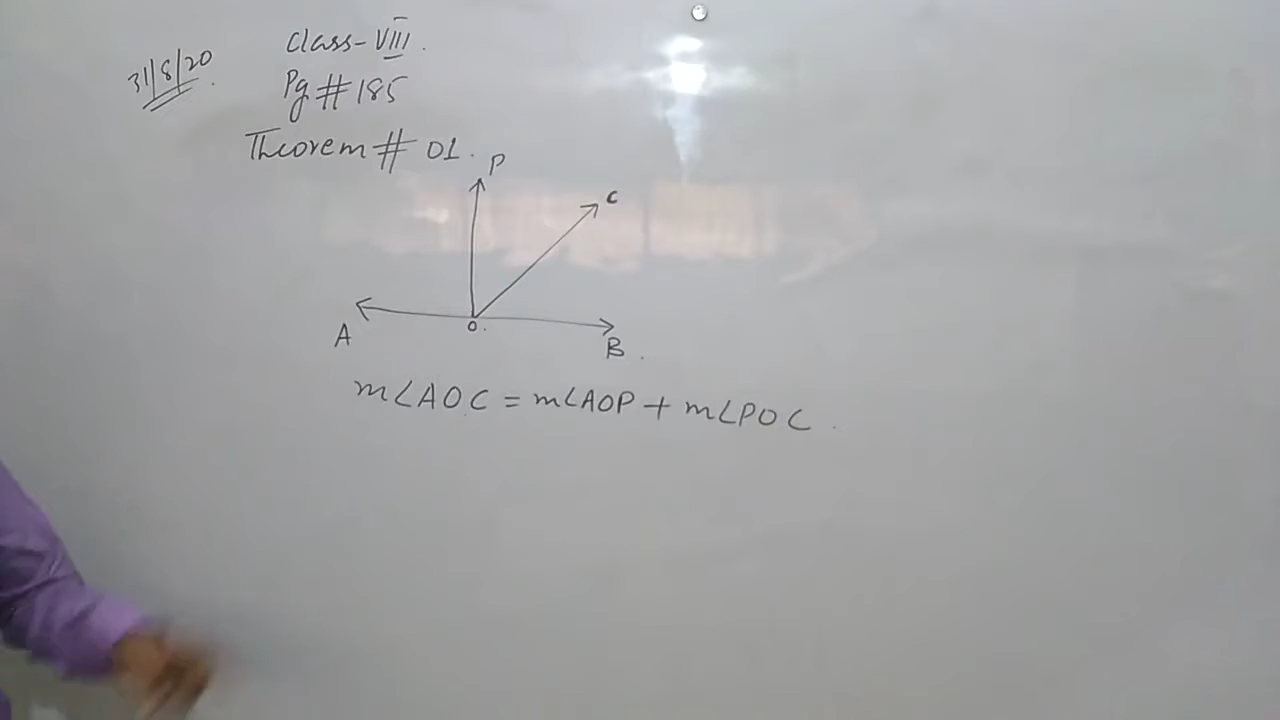 31/8/20
Class-VIII.
Pg # 185
Theorem # 01.
P
C
A
O.
B.
m∠AOC = m∠AOP + m∠POC.